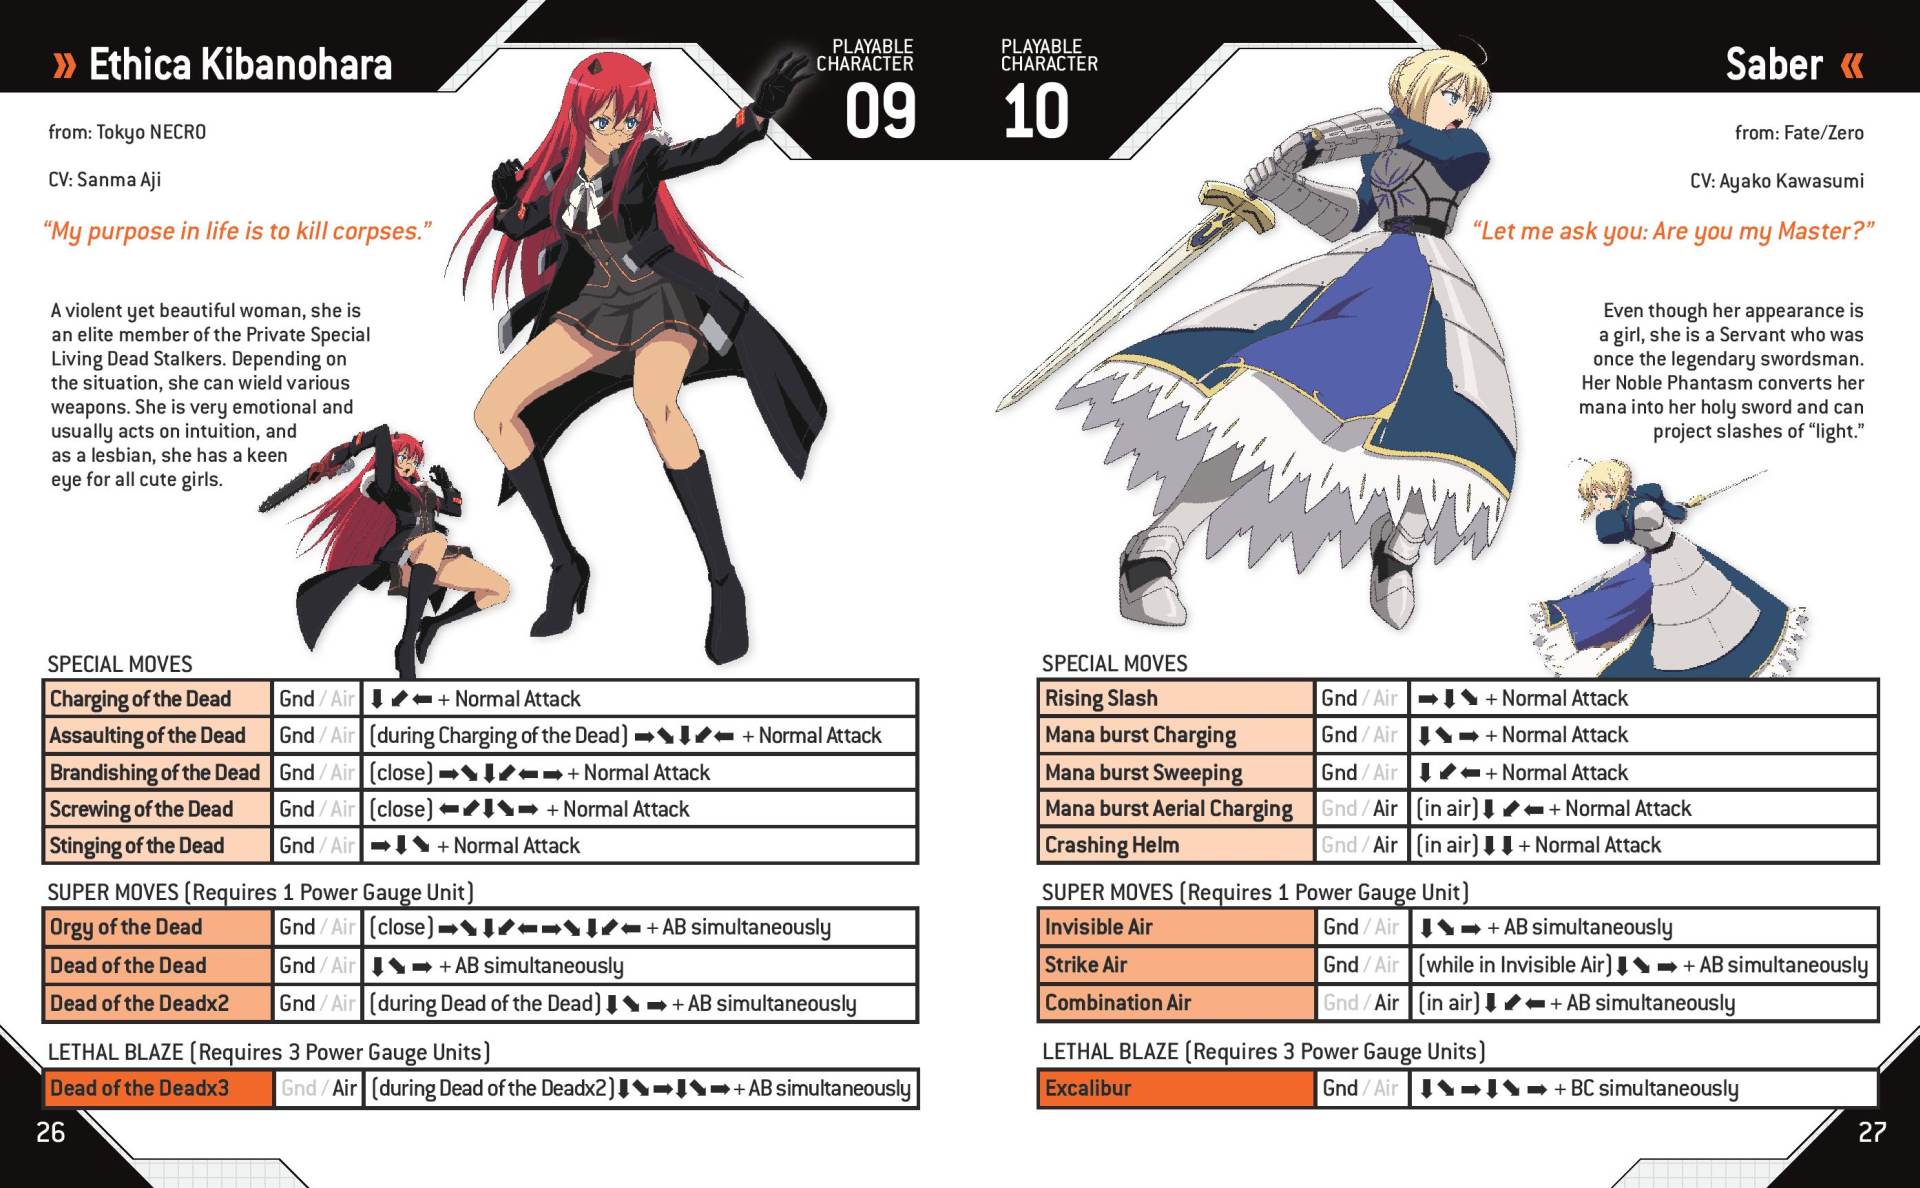 » Ethica Kibanohara
PLAYABLE
CHARACTER
09
from: Tokyo NECRO
CV: Sanma Aji
“My purpose in life is to kill corpses.”
A violent yet beautiful woman, she is
an elite member of the Private Special
Living Dead Stalkers. Depending on
the situation, she can wield various
weapons. She is very emotional and
usually acts on intuition, and
as a lesbian, she has a keen
eye for all cute girls.
SPECIAL MOVES
Charging of the Dead Gnd / Air ⬇⬋⬅ + Normal Attack
Assaulting of the Dead Gnd / Air (during Charging of the Dead) ➡⬊⬇⬋⬅ + Normal Attack
Brandishing of the Dead Gnd / Air (close) ➡⬊⬇⬋⬅➡ + Normal Attack
Screwing of the Dead Gnd / Air (close) ⬅⬋⬇⬊➡ + Normal Attack
Stinging of the Dead Gnd / Air ➡⬇⬊ + Normal Attack
SUPER MOVES (Requires 1 Power Gauge Unit)
Orgy of the Dead Gnd / Air (close) ➡⬊⬇⬋⬅➡⬊⬇⬋⬅ + AB simultaneously
Dead of the Dead Gnd / Air ⬇⬊➡ + AB simultaneously
Dead of the Deadx2 Gnd / Air (during Dead of the Dead) ⬇⬊➡ + AB simultaneously
LETHAL BLAZE (Requires 3 Power Gauge Units)
Dead of the Deadx3 Gnd / Air (during Dead of the Deadx2) ⬇⬊➡⬇⬊➡ + AB simultaneously
26
PLAYABLE
CHARACTER
10
Saber «
from: Fate/Zero
CV: Ayako Kawasumi
“Let me ask you: Are you my Master?”
Even though her appearance is
a girl, she is a Servant who was
once the legendary swordsman.
Her Noble Phantasm converts her
mana into her holy sword and can
project slashes of “light.”
SPECIAL MOVES
Rising Slash Gnd / Air ➡⬇⬊ + Normal Attack
Mana burst Charging Gnd / Air ⬇⬊➡ + Normal Attack
Mana burst Sweeping Gnd / Air ⬇⬋⬅ + Normal Attack
Mana burst Aerial Charging Gnd / Air (in air) ⬇⬋⬅ + Normal Attack
Crashing Helm Gnd / Air (in air) ⬇⬇ + Normal Attack
SUPER MOVES (Requires 1 Power Gauge Unit)
Invisible Air Gnd / Air ⬇⬊➡ + AB simultaneously
Strike Air Gnd / Air (while in Invisible Air) ⬇⬊➡ + AB simultaneously
Combination Air Gnd / Air (in air) ⬇⬋⬅ + AB simultaneously
LETHAL BLAZE (Requires 3 Power Gauge Units)
Excalibur Gnd / Air ⬇⬊➡⬇⬊➡ + BC simultaneously
27